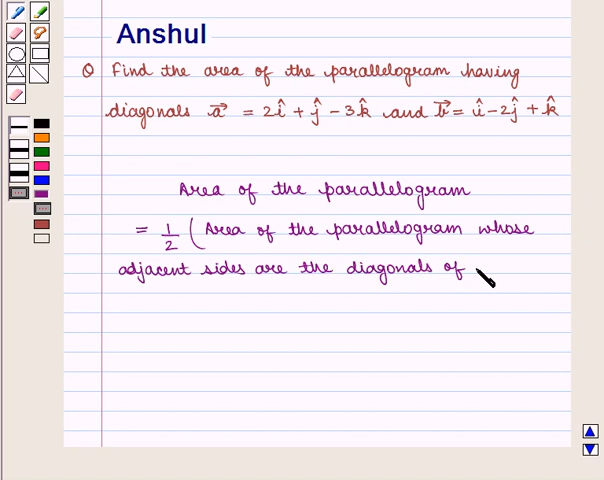 Anshul
Q Find the area of the parallelogram having
diagonals a⃗ = 2î + ĵ - 3k̂ and b⃗ = î - 2ĵ + k̂
Area of the parallelogram
= 1/2 ( Area of the parallelogram whose
adjacent sides are the diagonals of